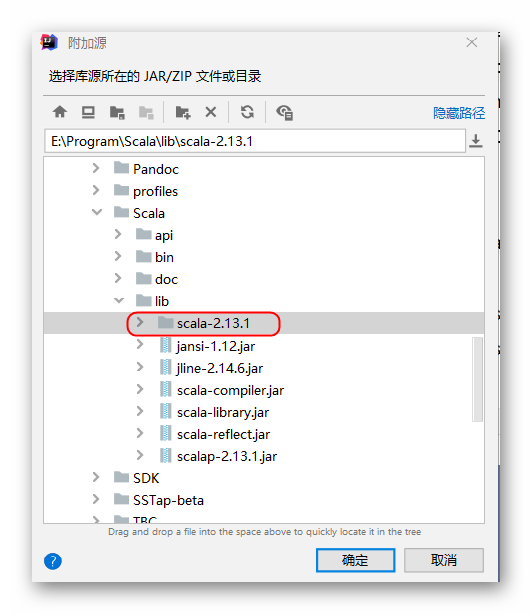 附加源
选择库源所在的 JAR/ZIP 文件或目录
隐藏路径
E:\Program\Scala\lib\scala-2.13.1
Pandoc
profiles
Scala
api
bin
doc
lib
scala-2.13.1
jansi-1.12.jar
jline-2.14.6.jar
scala-compiler.jar
scala-library.jar
scala-reflect.jar
scalap-2.13.1.jar
SDK
SSTap-beta
TBC
Drag and drop a file into the space above to quickly locate it in the tree
?
确定
取消